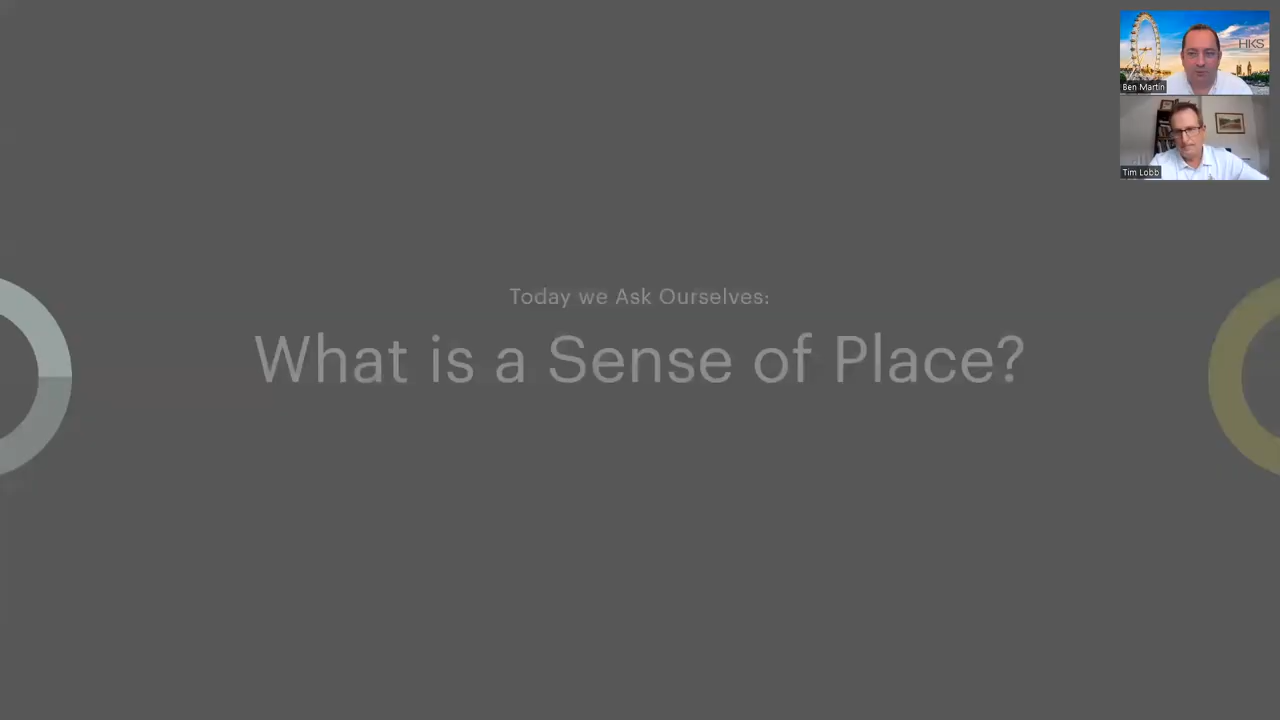 HKS
Ben Martin
Tim Lobb
Today we Ask Ourselves:
What is a Sense of Place?